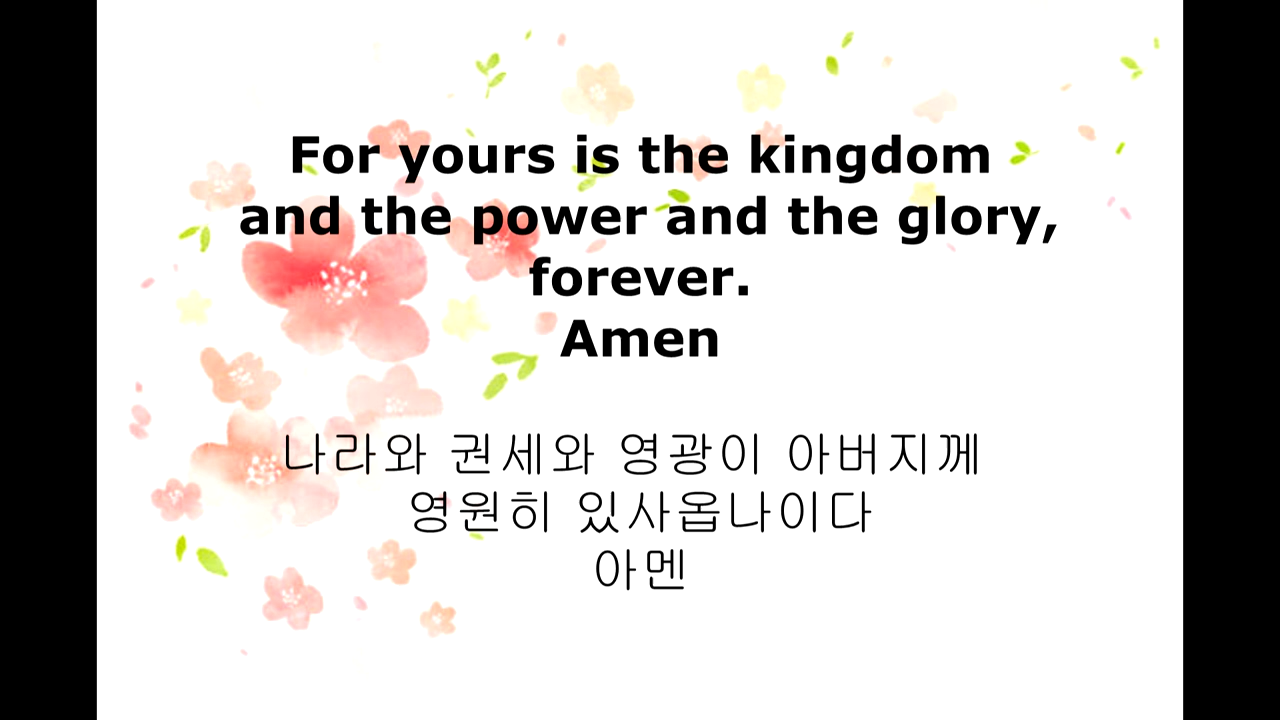 For yours is the kingdom
and the power and the glory,
forever.
Amen
나라와 권세와 영광이 아버지께
영원히 있사옵나이다
아멘